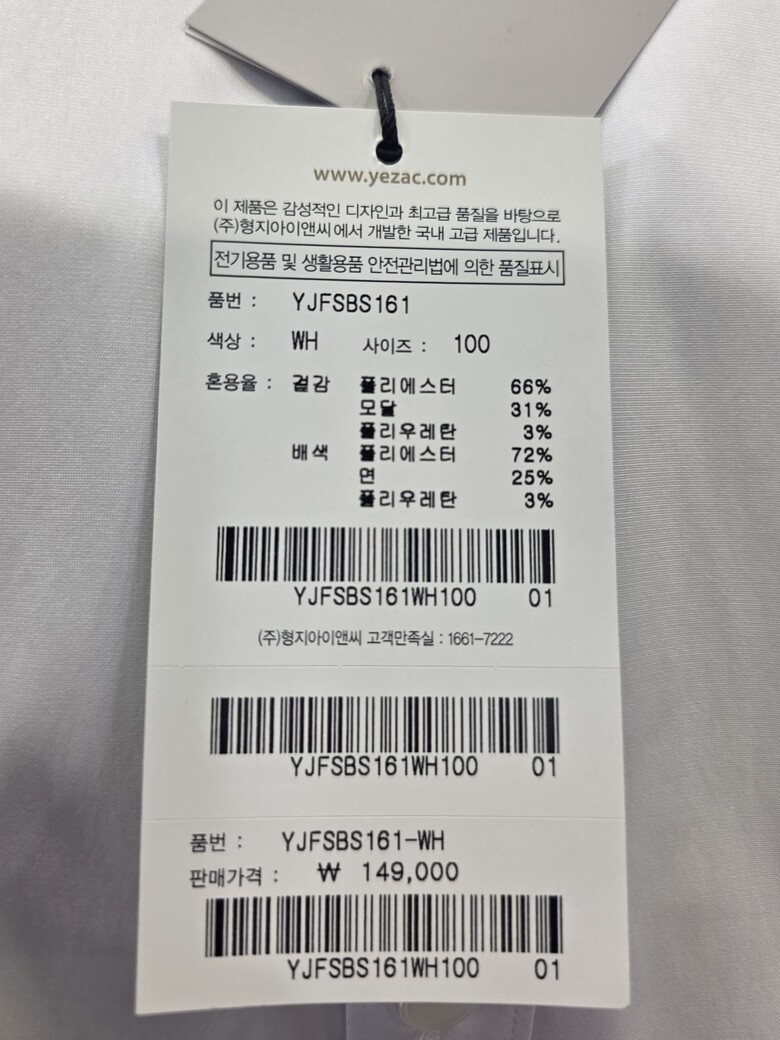 www.yezac.com
이 제품은 감성적인 디자인과 최고급 품질을 바탕으로
(주)형지아이앤씨에서 개발한 국내 고급 제품입니다.
전기용품 및 생활용품 안전관리법에 의한 품질표시
품번 : YJFSBS161
색상 : WH 사이즈 : 100
혼용율 : 겉감 폴리에스터 66%
모달 31%
폴리우레탄 3%
배색 폴리에스터 72%
면 25%
폴리우레탄 3%
YJFSBS161WH100 01
(주)형지아이앤씨 고객만족실 : 1661-7222
YJFSBS161WH100 01
품번 : YJFSBS161-WH
판매가격 : ₩ 149,000
YJFSBS161WH100 01